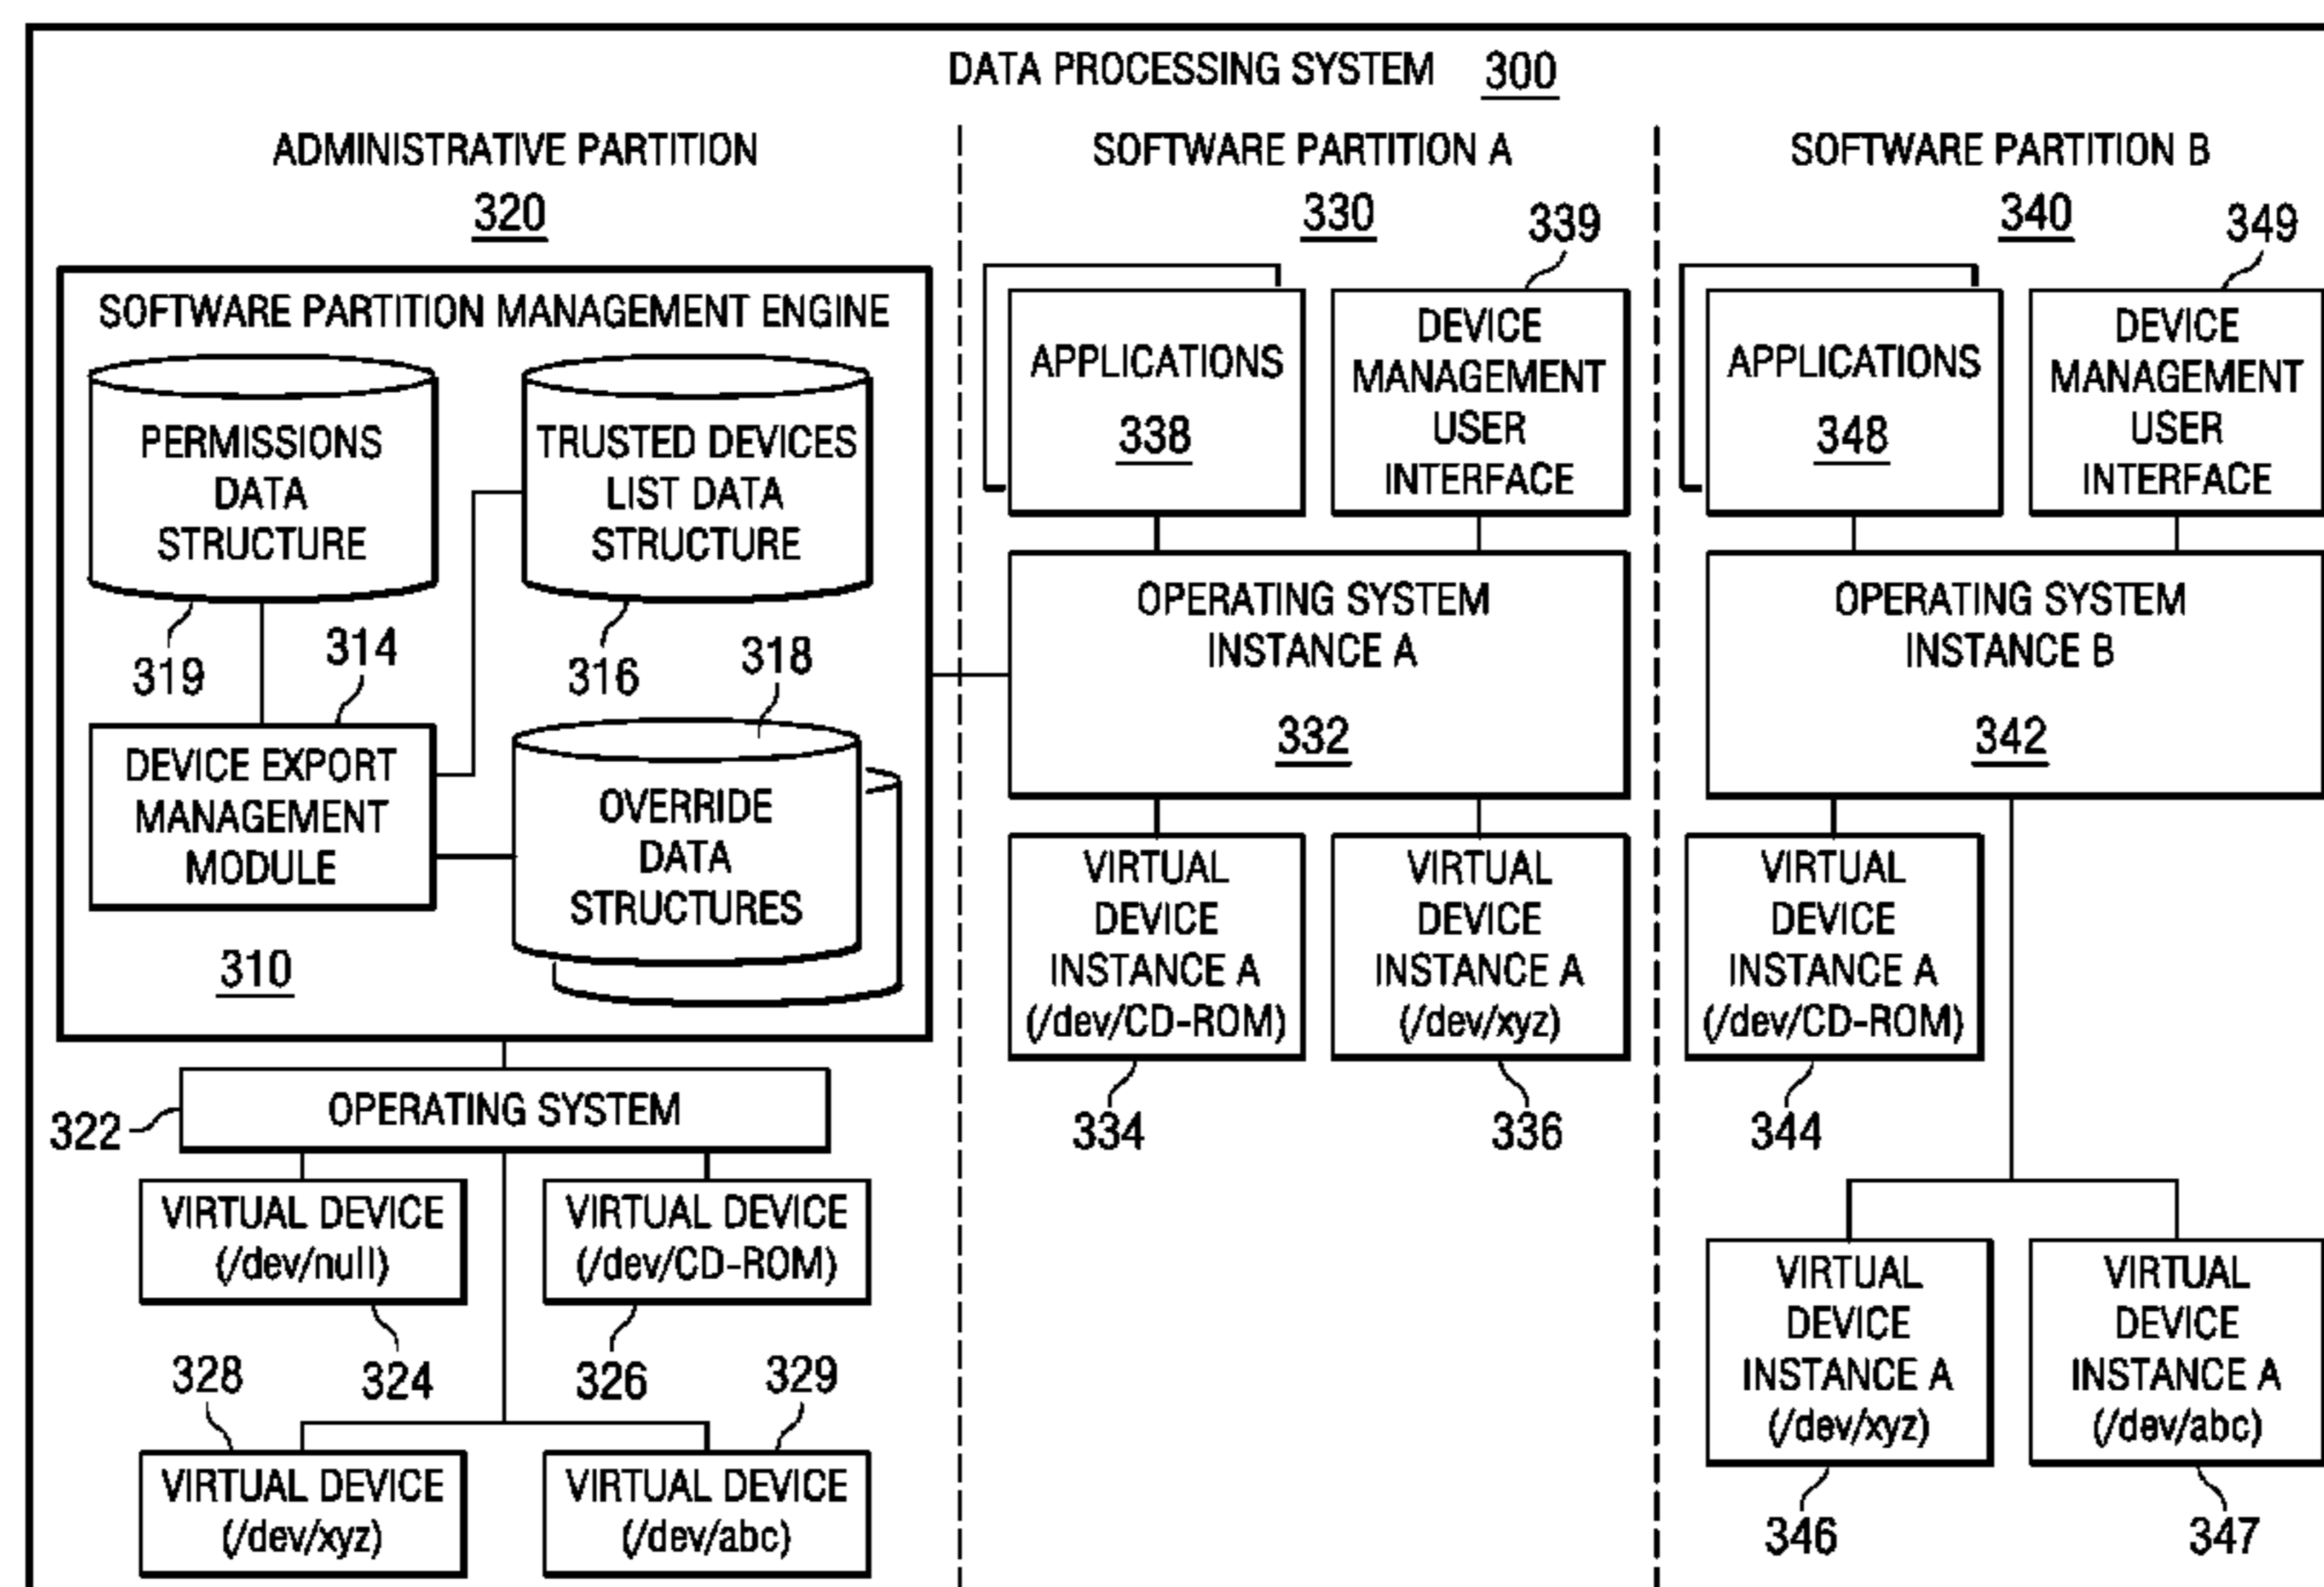 DATA PROCESSING SYSTEM 300
ADMINISTRATIVE PARTITION
320
SOFTWARE PARTITION MANAGEMENT ENGINE
PERMISSIONS
DATA
STRUCTURE
319
TRUSTED DEVICES
LIST DATA
STRUCTURE
316
314
DEVICE EXPORT
MANAGEMENT
MODULE
318
OVERRIDE
DATA
STRUCTURES
310
322
OPERATING SYSTEM
VIRTUAL DEVICE
(/dev/null)
324
VIRTUAL DEVICE
(/dev/CD-ROM)
326
328
VIRTUAL DEVICE
(/dev/xyz)
329
VIRTUAL DEVICE
(/dev/abc)
SOFTWARE PARTITION A
330
APPLICATIONS
338
339
DEVICE
MANAGEMENT
USER
INTERFACE
OPERATING SYSTEM
INSTANCE A
332
VIRTUAL
DEVICE
INSTANCE A
(/dev/CD-ROM)
334
VIRTUAL
DEVICE
INSTANCE A
(/dev/xyz)
336
SOFTWARE PARTITION B
340
APPLICATIONS
348
349
DEVICE
MANAGEMENT
USER
INTERFACE
OPERATING SYSTEM
INSTANCE B
342
VIRTUAL
DEVICE
INSTANCE A
(/dev/CD-ROM)
344
VIRTUAL
DEVICE
INSTANCE A
(/dev/xyz)
346
VIRTUAL
DEVICE
INSTANCE A
(/dev/abc)
347